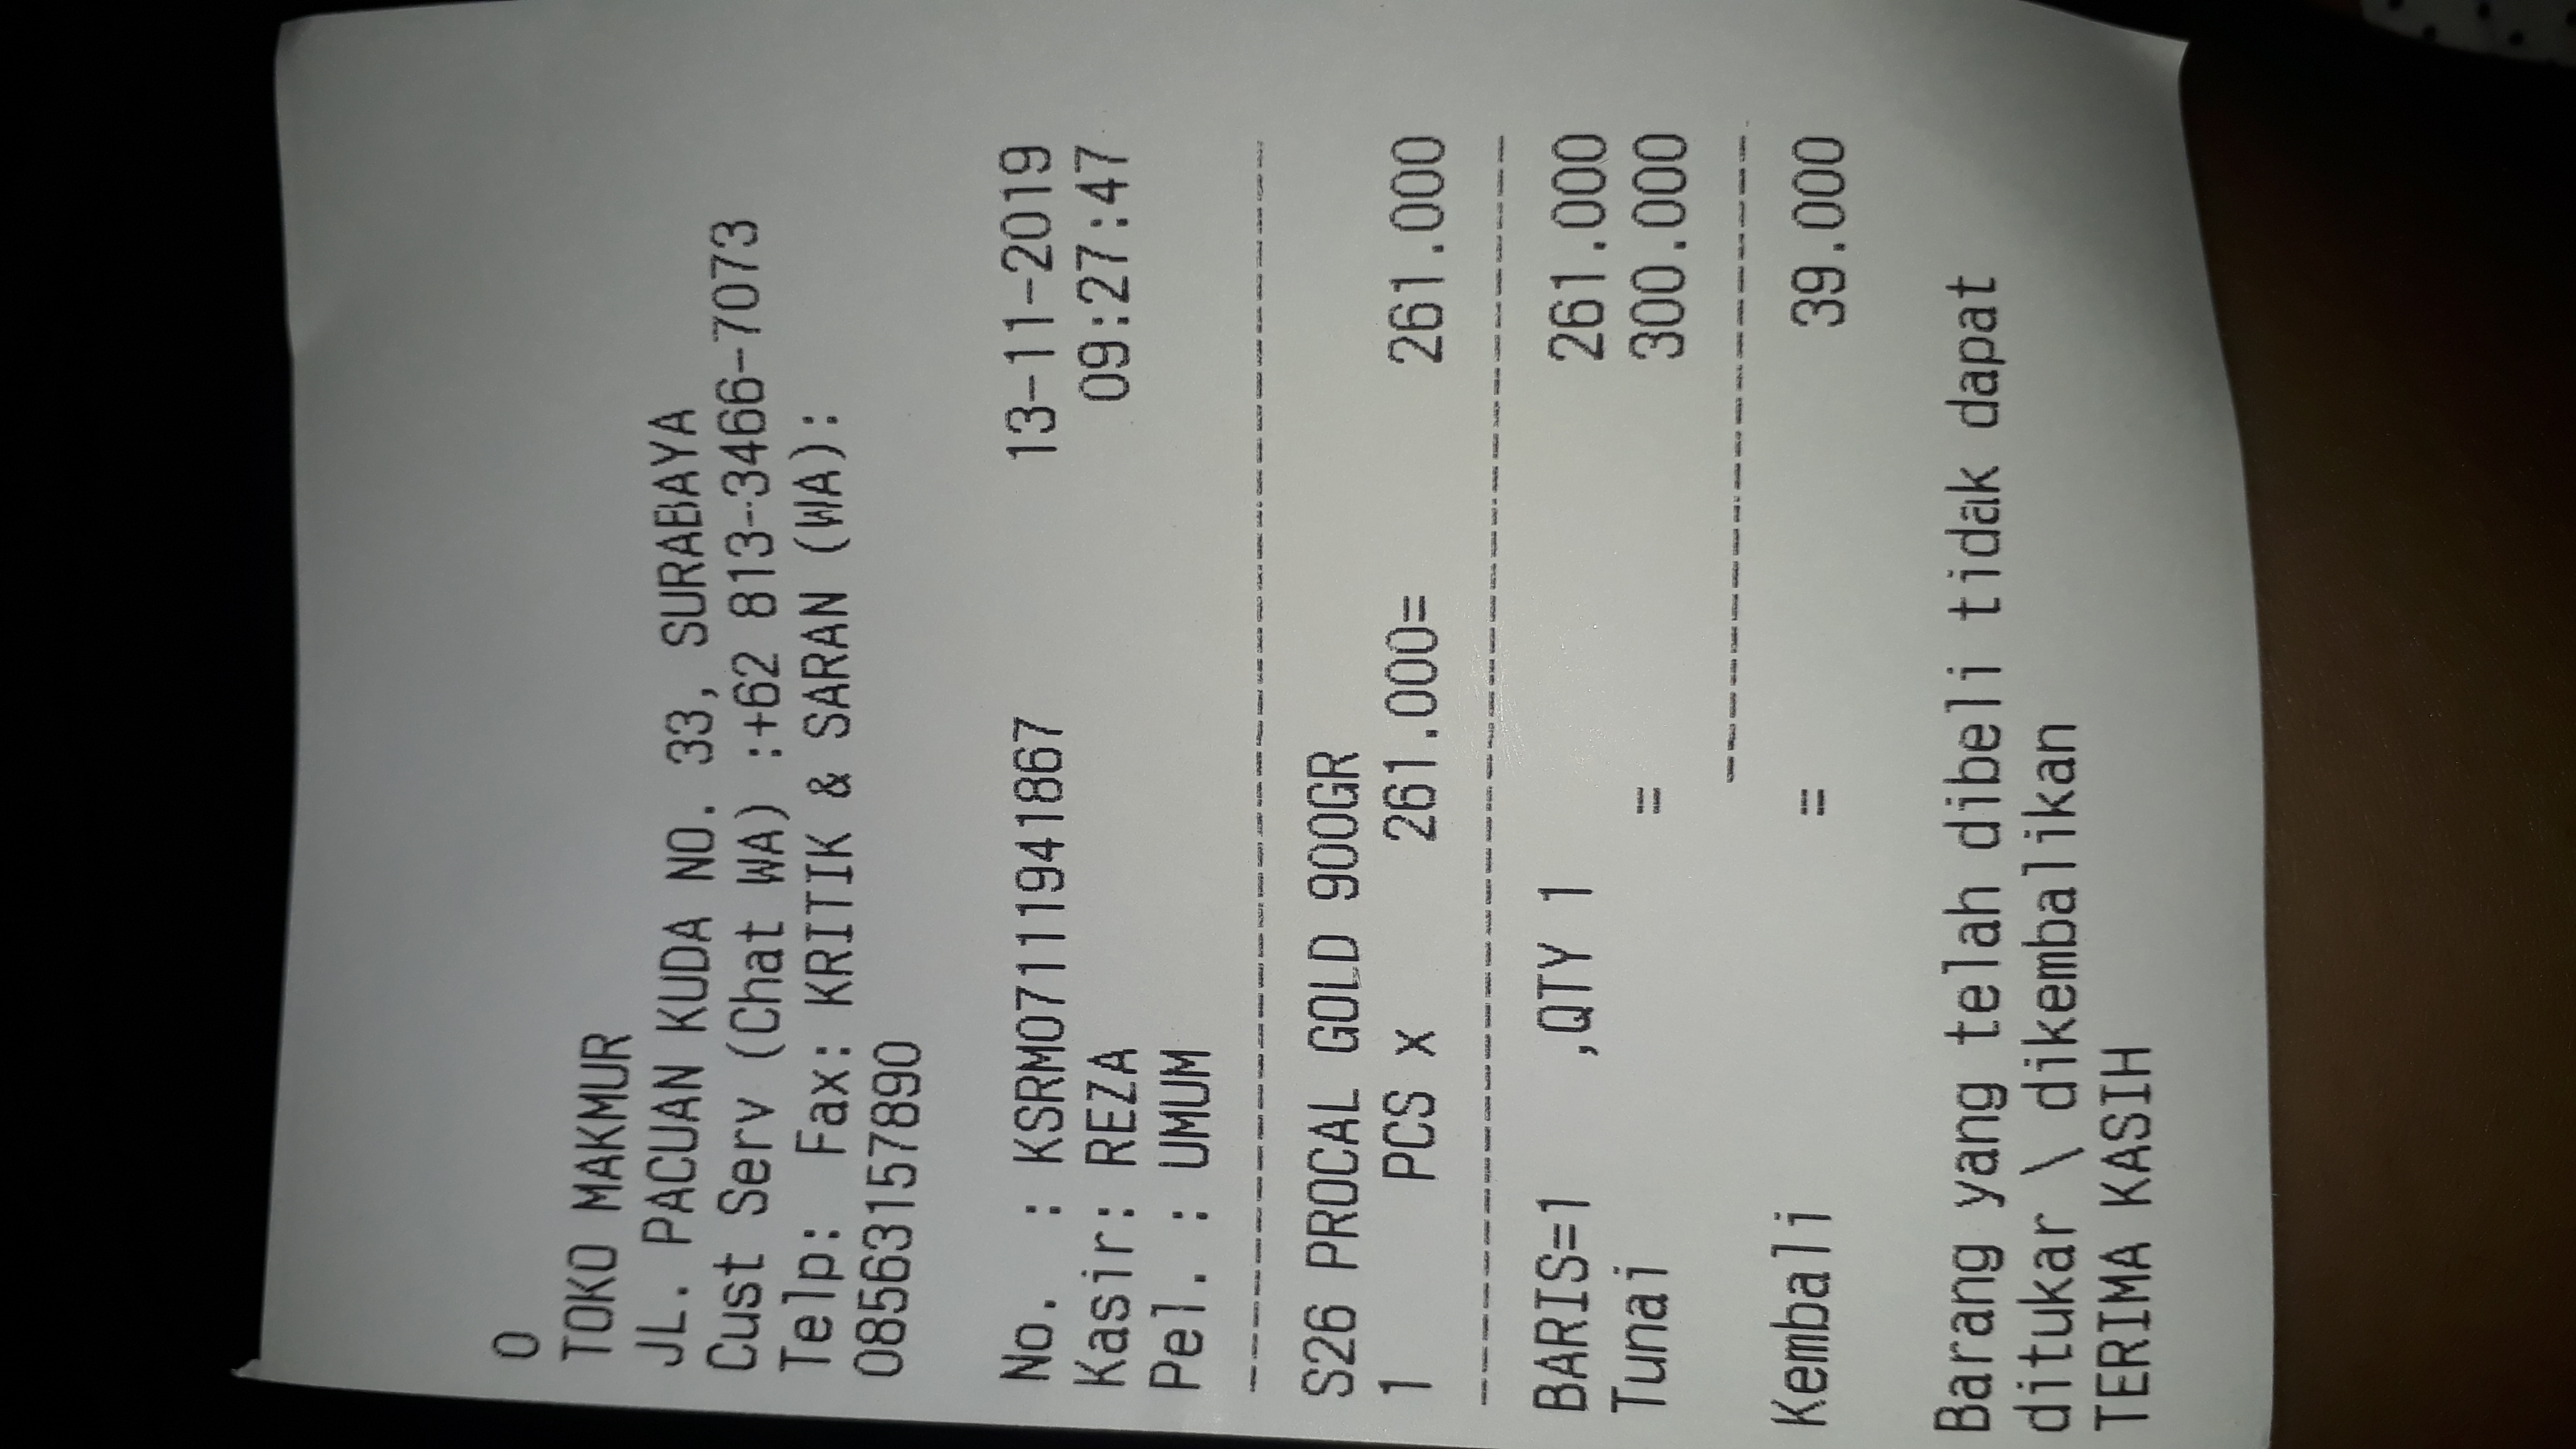 0
TOKO MAKMUR
JL. PACUAN KUDA NO. 33, SURABAYA
Cust Serv (Chat WA) :+62 813-3466-7073
Telp:  Fax: KRITIK & SARAN (WA):
08563157890
No.  : KSRM07111941867 13-11-2019
Kasir: REZA 09:27:47
Pel. : UMUM
S26 PROCAL GOLD 900GR
1 PCS x 261.000= 261.000
BARIS=1 ,QTY 1 261.000
Tunai = 300.000
Kembali = 39.000
Barang yang telah dibeli tidak dapat
ditukar \ dikembalikan
TERIMA KASIH